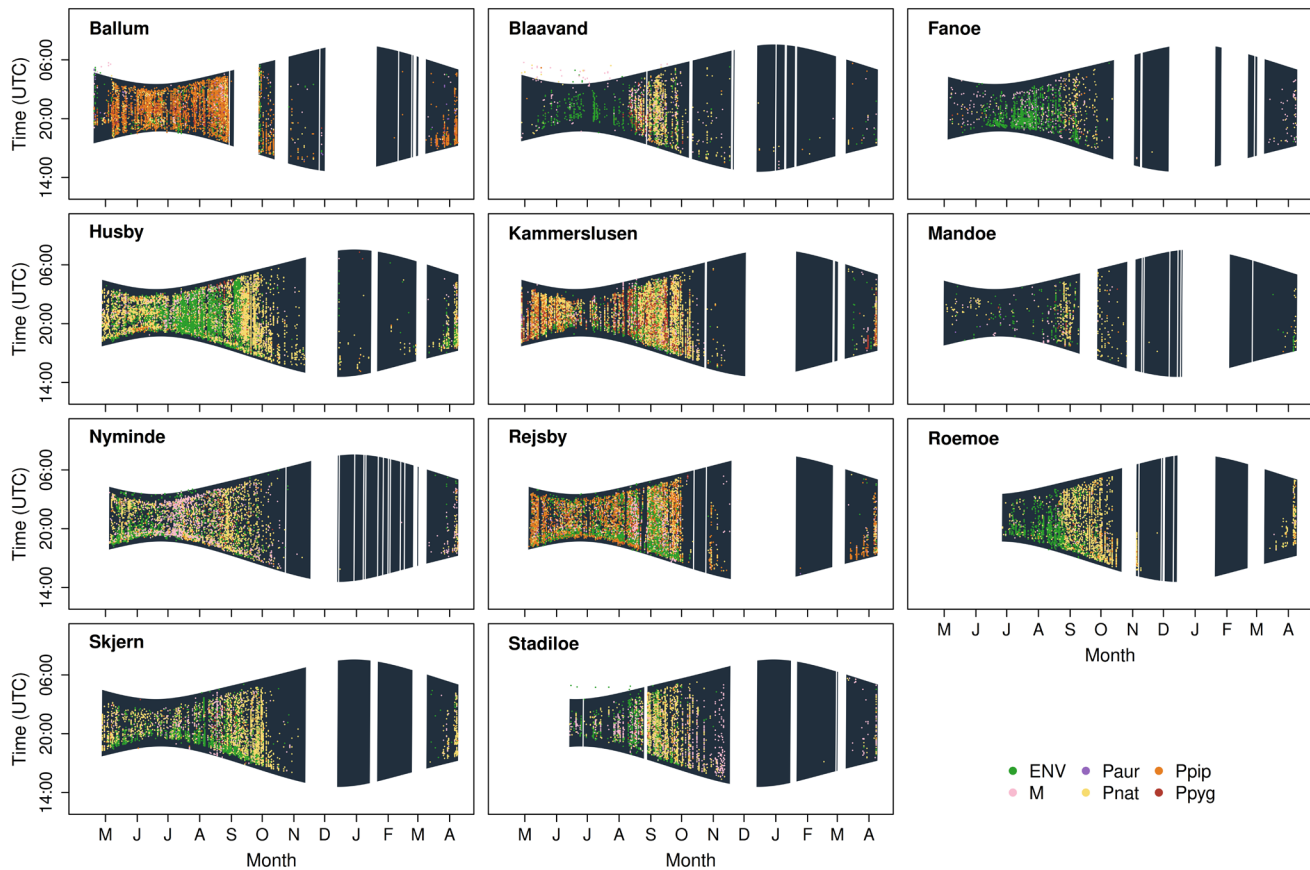 Ballum
Blaavand
Fanoe
Time (UTC)
06:00
20:00
14:00
Husby
Kammerslusen
Mandoe
Time (UTC)
06:00
20:00
14:00
Nyminde
Rejsby
Roemoe
Time (UTC)
06:00
20:00
14:00
M J J A S O N D J F M A
Month
Skjern
Stadiloe
Time (UTC)
06:00
20:00
14:00
M J J A S O N D J F M A
M J J A S O N D J F M A
Month
Month
ENV Paur Ppip
M Pnat Ppyg